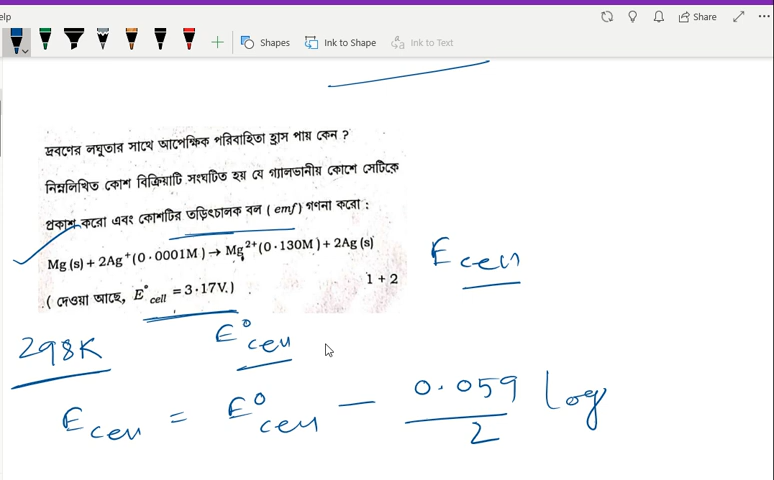 elp
Share
Shapes
Ink to Shape
Ink to Text
দ্রবণের লঘুতার সাথে আপেক্ষিক পরিবাহিতা হ্রাস পায় কেন ?
নিম্নলিখিত কোশ বিক্রিয়াটি সংঘটিত হয় যে গ্যালভানীয় কোশে সেটিকে
প্রকাশ করো এবং কোশটির তড়িৎচালক বল ( emf ) গণনা করো :
Mg (s) + 2Ag⁺(0·0001M) → Mg²⁺(0·130M) + 2Ag (s)
( দেওয়া আছে, E°cell = 3·17V.)
1 + 2
Ecell
298K
E°cell
Ecell = E°cell − 0.059/2 log